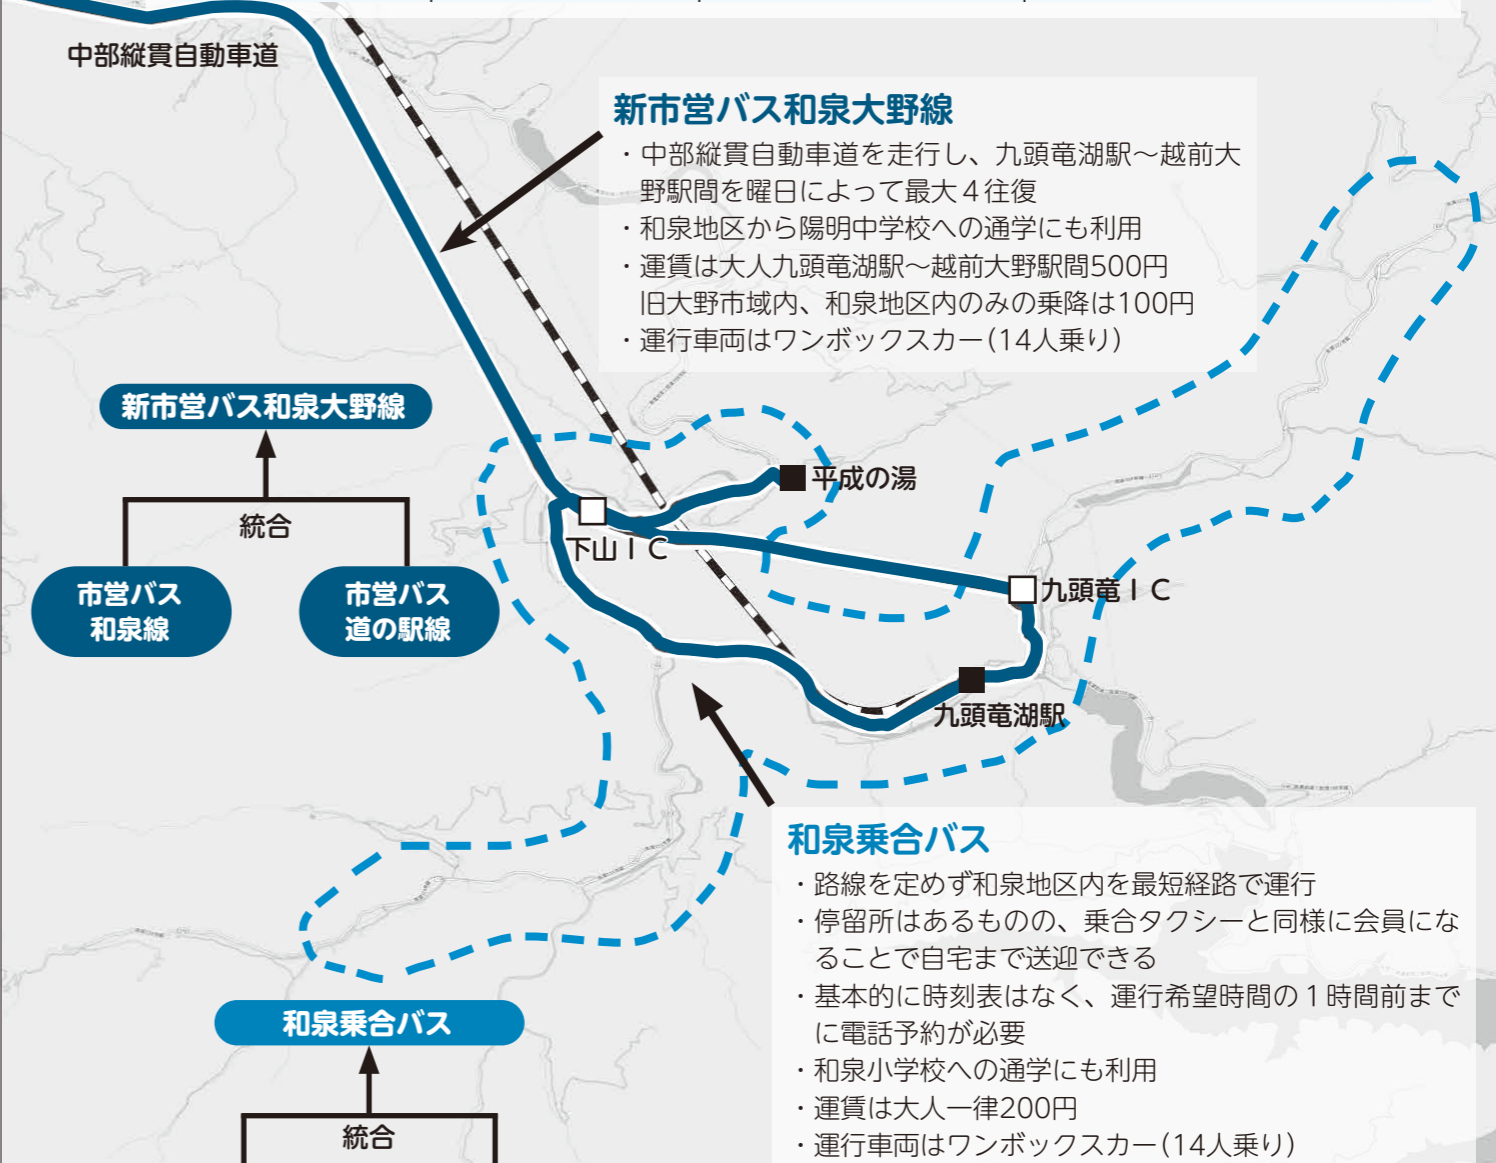 中部縦貫自動車道
新市営バス和泉大野線
・中部縦貫自動車道を走行し、九頭竜湖駅～越前大
野駅間を曜日によって最大４往復
・和泉地区から陽明中学校への通学にも利用
・運賃は大人九頭竜湖駅～越前大野駅間500円
旧大野市域内、和泉地区内のみの乗降は100円
・運行車両はワンボックスカー(14人乗り)
新市営バス和泉大野線
統合
市営バス
和泉線
市営バス
道の駅線
平成の湯
下山ＩＣ
九頭竜ＩＣ
九頭竜湖駅
和泉乗合バス
・路線を定めず和泉地区内を最短経路で運行
・停留所はあるものの、乗合タクシーと同様に会員にな
ることで自宅まで送迎できる
・基本的に時刻表はなく、運行希望時間の１時間前まで
に電話予約が必要
・和泉小学校への通学にも利用
・運賃は大人一律200円
・運行車両はワンボックスカー(14人乗り)
和泉乗合バス
統合